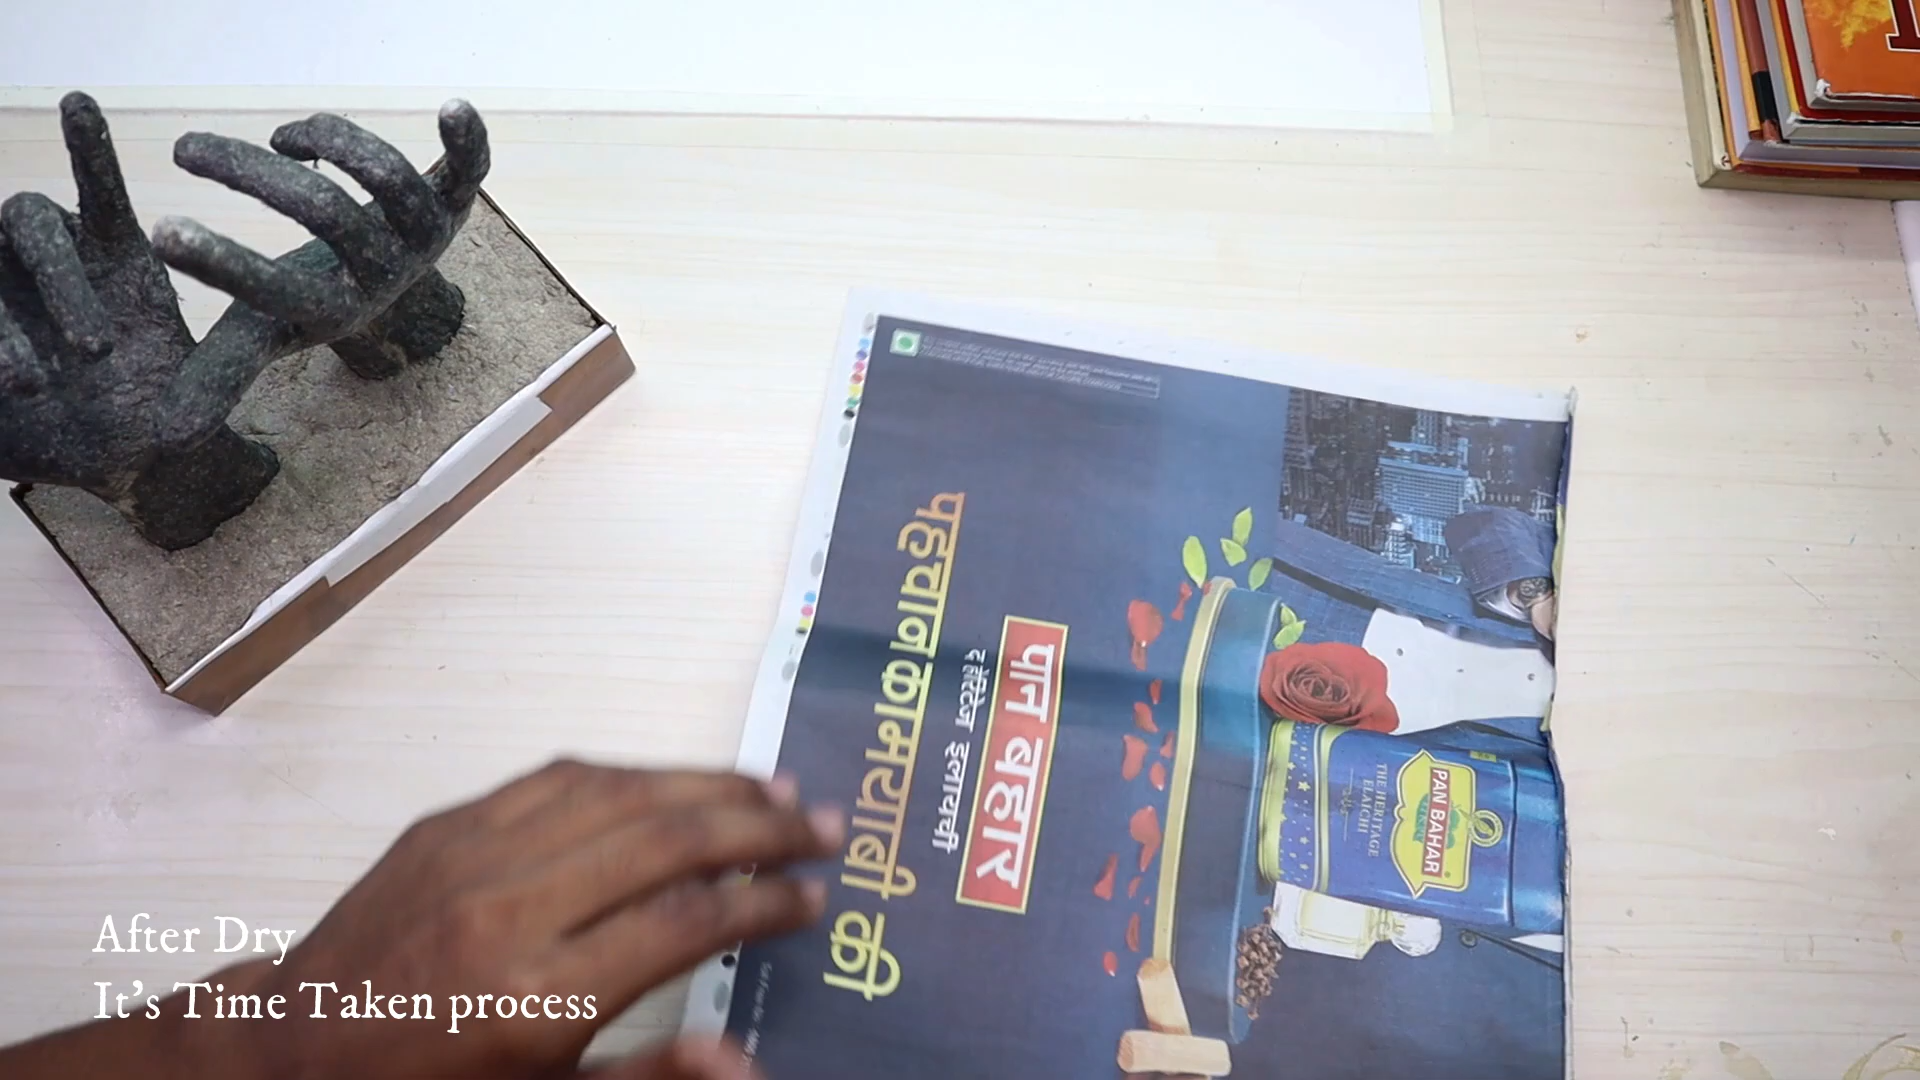 पहचान कामयाबी की
द हेरिटेज इलायची
पान बहार
THE HERITAGE
ELAICHI
PAN BAHAR
After Dry
It's Time Taken process